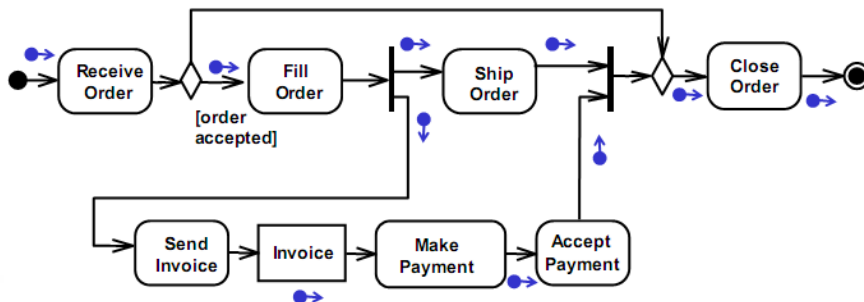 Receive
Order
Fill
Order
[order
accepted]
Ship
Order
Close
Order
Send
Invoice
Invoice
Make
Payment
Accept
Payment